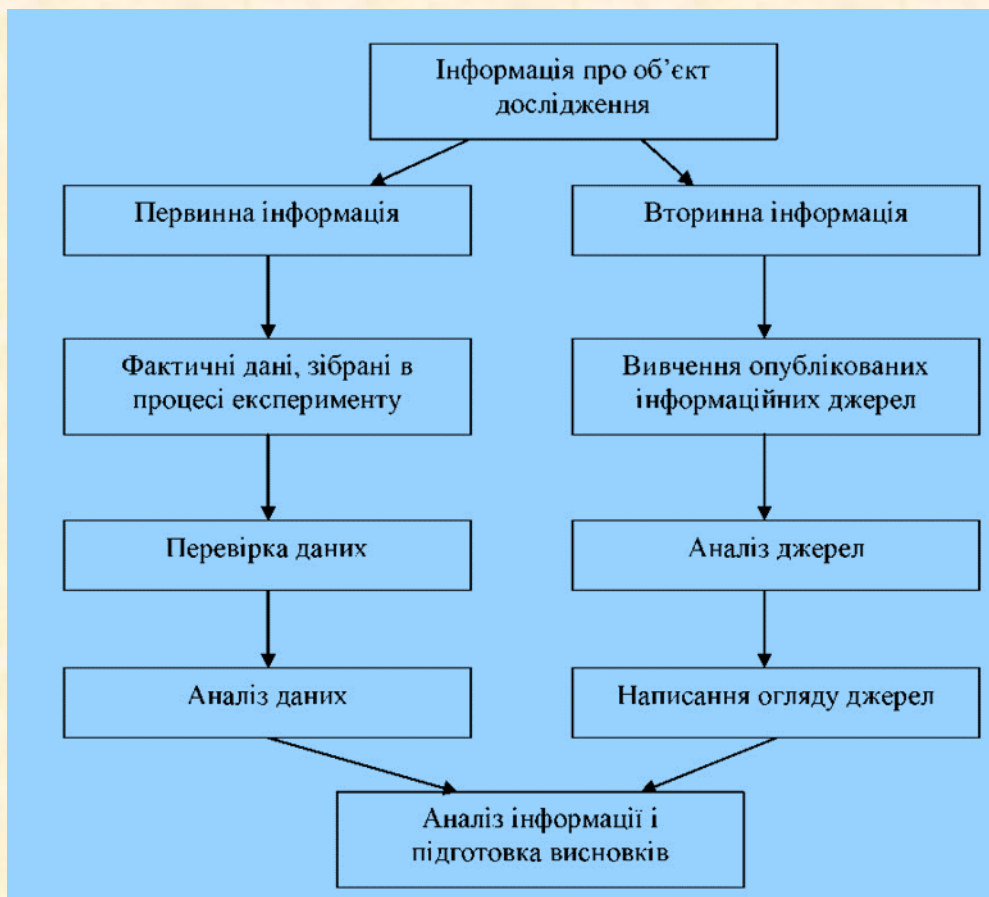 Інформація про об’єкт
дослідження
Первинна інформація
Вторинна інформація
Фактичні дані, зібрані в
процесі експерименту
Вивчення опублікованих
інформаційних джерел
Перевірка даних
Аналіз джерел
Аналіз даних
Написання огляду джерел
Аналіз інформації і
підготовка висновків